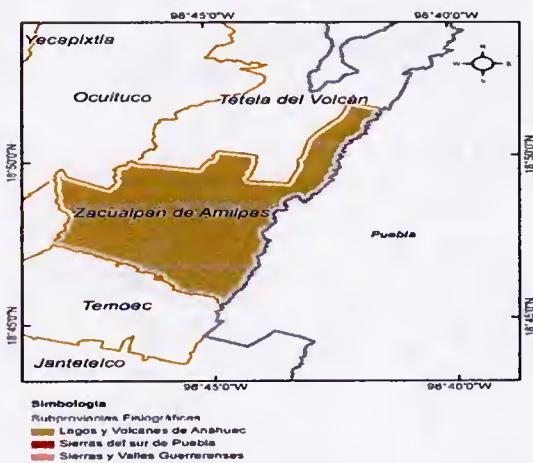 98°45'0"W 98°40'0"W
Yecapixtla
N
W E
S
Ocuituco
Tetela del Volcán
18°50'0"N 18°50'0"N
Zacualpan de Amilpas
Puebla
Temoac
18°45'0"N 18°45'0"N
Jantetelco
98°45'0"W 98°40'0"W
Simbología
Subprovincias Fisiográficas
Lagos y Volcanes de Anáhuac
Sierras del sur de Puebla
Sierras y Valles Guerrerenses